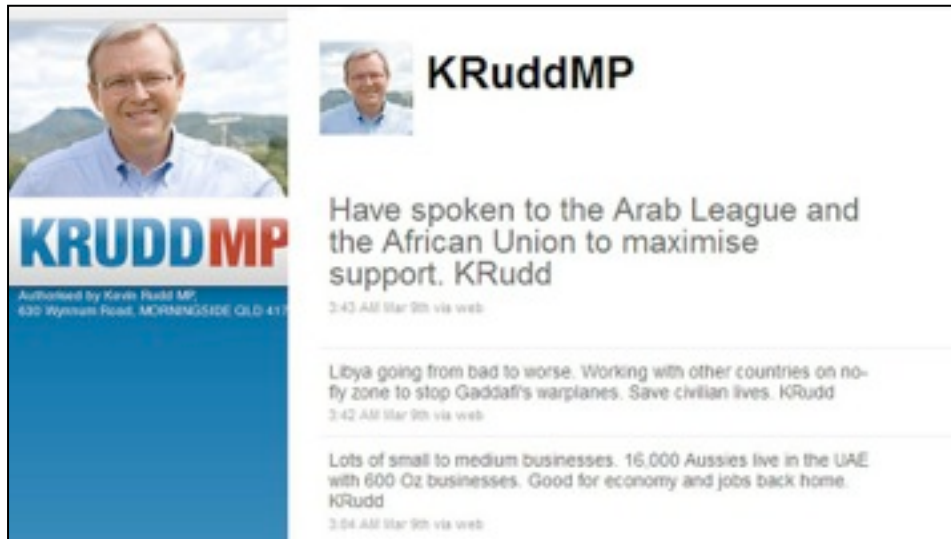 KRUDDMP
Authorised by Kevin Rudd MP,
630 Wynnum Road, MORNINGSIDE QLD 417
KRuddMP
Have spoken to the Arab League and
the African Union to maximise
support. KRudd
3:43 AM Mar 9th via web
Libya going from bad to worse. Working with other countries on no-
fly zone to stop Gaddafi's warplanes. Save civilian lives. KRudd
3:42 AM Mar 9th via web
Lots of small to medium businesses. 16,000 Aussies live in the UAE
with 600 Oz businesses. Good for economy and jobs back home.
KRudd
3:04 AM Mar 9th via web